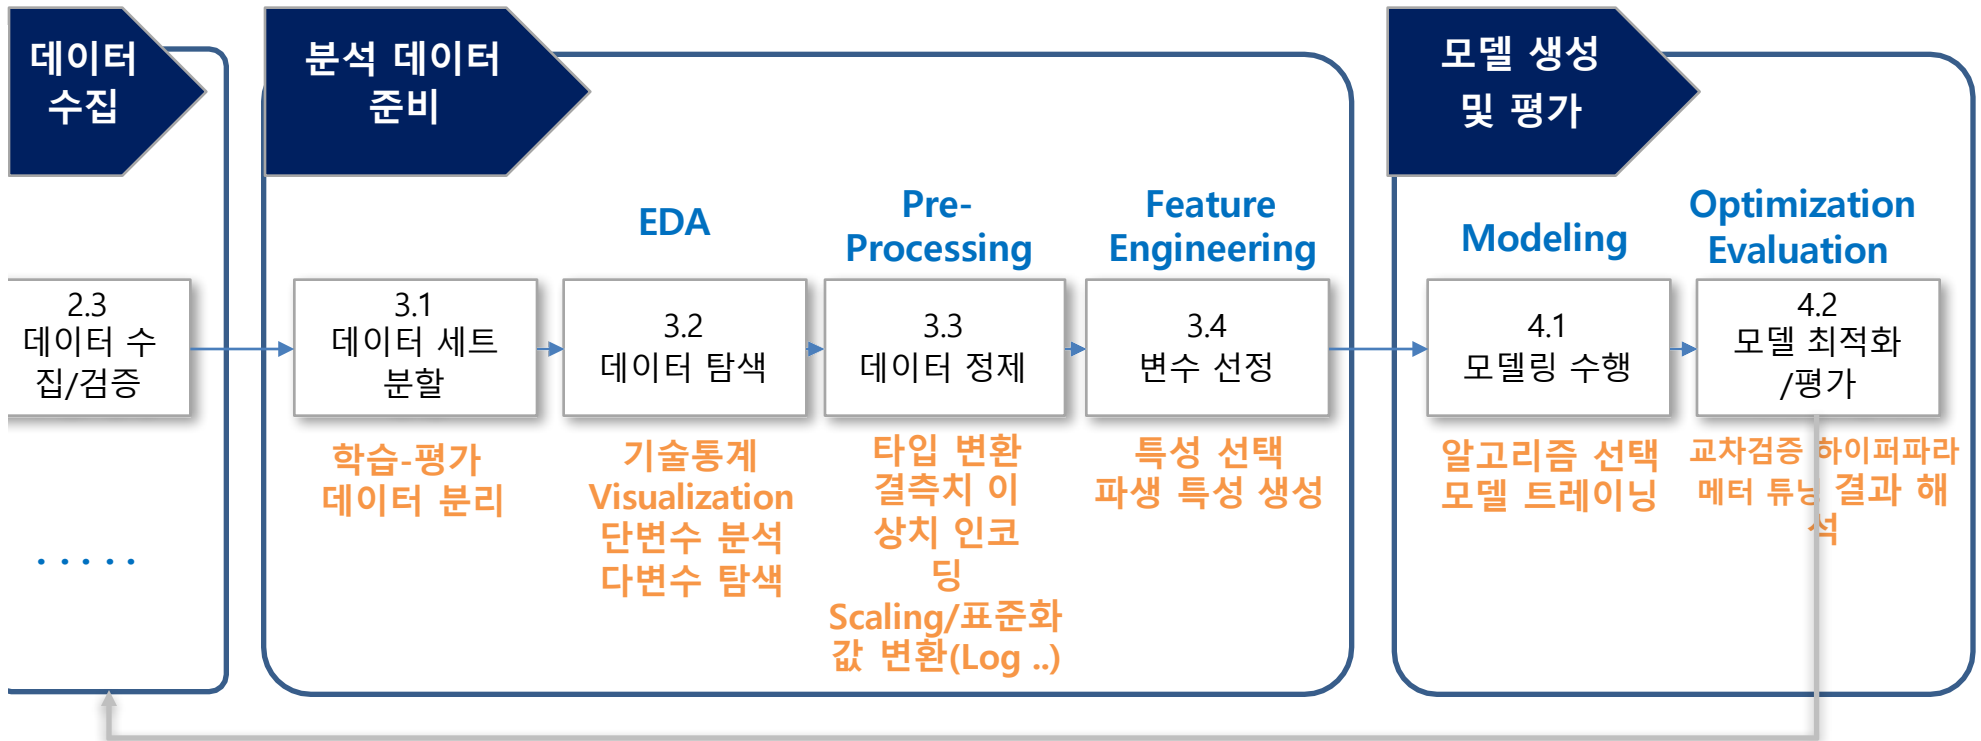 데이터
수집
분석 데이터
준비
모델 생성
및 평가
EDA
Pre-
Processing
Feature
Engineering
Modeling
Optimization
Evaluation
2.3
데이터 수
집/검증
3.1
데이터 세트
분할
3.2
데이터 탐색
3.3
데이터 정제
3.4
변수 선정
4.1
모델링 수행
4.2
모델 최적화
/평가
학습-평가
데이터 분리
기술통계
Visualization
단변수 분석
다변수 탐색
타입 변환
결측치 이
상치 인코
딩
Scaling/표준화
값 변환(Log ..)
특성 선택
파생 특성 생성
알고리즘 선택
모델 트레이닝
교차검증 하이퍼파라
메터 튜닝 결과 해
석
.....